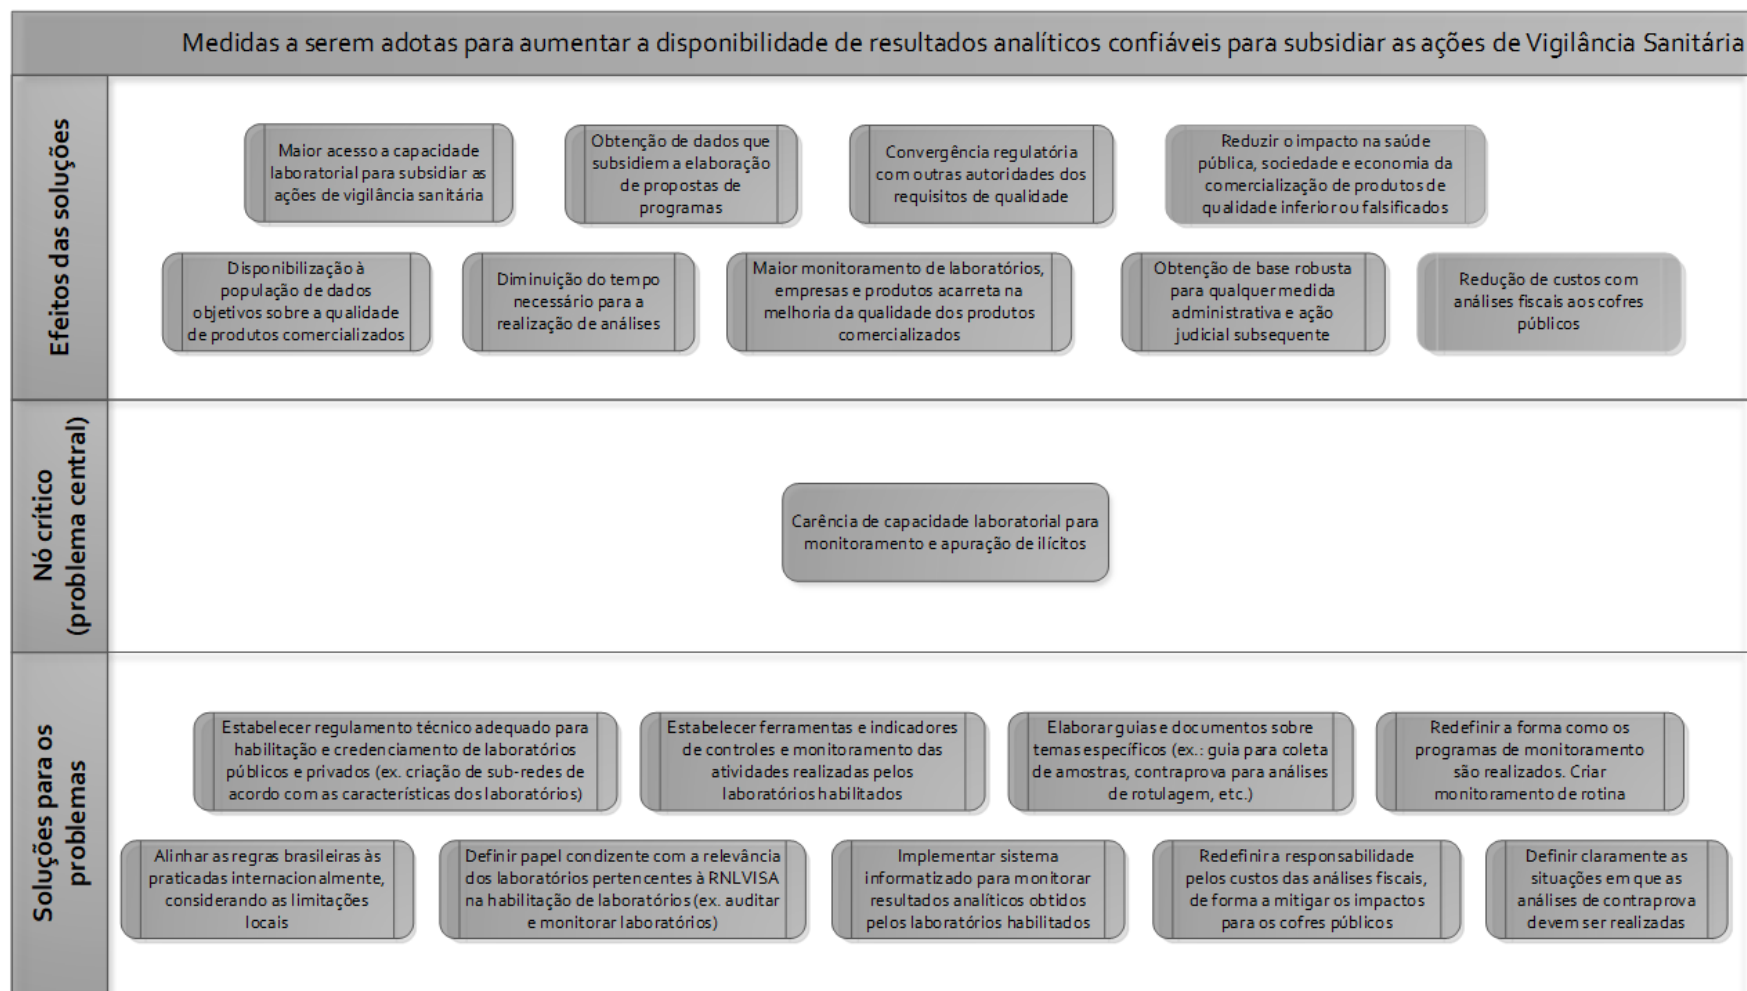 Medidas a serem adotas para aumentar a disponibilidade de resultados analíticos confiáveis para subsidiar as ações de Vigilância Sanitária
Efeitos das soluções
Maior acesso a capacidade
laboratorial para subsidiar as
ações de vigilância sanitária
Obtenção de dados que
subsidiem a elaboração
de propostas de
programas
Convergência regulatória
com outras autoridades dos
requisitos de qualidade
Reduzir o impacto na saúde
pública, sociedade e economia da
comercialização de produtos de
qualidade inferior ou falsificados
Disponibilização à
população de dados
objetivos sobre a qualidade
de produtos comercializados
Diminuição do tempo
necessário para a
realização de análises
Maior monitoramento de laboratórios,
empresas e produtos acarreta na
melhoria da qualidade dos produtos
comercializados
Obtenção de base robusta
para qualquer medida
administrativa e ação
judicial subsequente
Redução de custos com
análises fiscais aos cofres
públicos
Nó crítico
(problema central)
Carência de capacidade laboratorial para
monitoramento e apuração de ilícitos
Soluções para os
problemas
Estabelecer regulamento técnico adequado para
habilitação e credenciamento de laboratórios
públicos e privados (ex. criação de sub-redes de
acordo com as características dos laboratórios)
Estabelecer ferramentas e indicadores
de controles e monitoramento das
atividades realizadas pelos
laboratórios habilitados
Elaborar guias e documentos sobre
temas específicos (ex.: guia para coleta
de amostras, contraprova para análises
de rotulagem, etc.)
Redefinir a forma como os
programas de monitoramento
são realizados. Criar
monitoramento de rotina
Alinhar as regras brasileiras às
praticadas internacionalmente,
considerando as limitações
locais
Definir papel condizente com a relevância
dos laboratórios pertencentes à RNLVISA
na habilitação de laboratórios (ex. auditar
e monitorar laboratórios)
Implementar sistema
informatizado para monitorar
resultados analíticos obtidos
pelos laboratórios habilitados
Redefinir a responsabilidade
pelos custos das análises fiscais,
de forma a mitigar os impactos
para os cofres públicos
Definir claramente as
situações em que as
análises de contraprova
devem ser realizadas